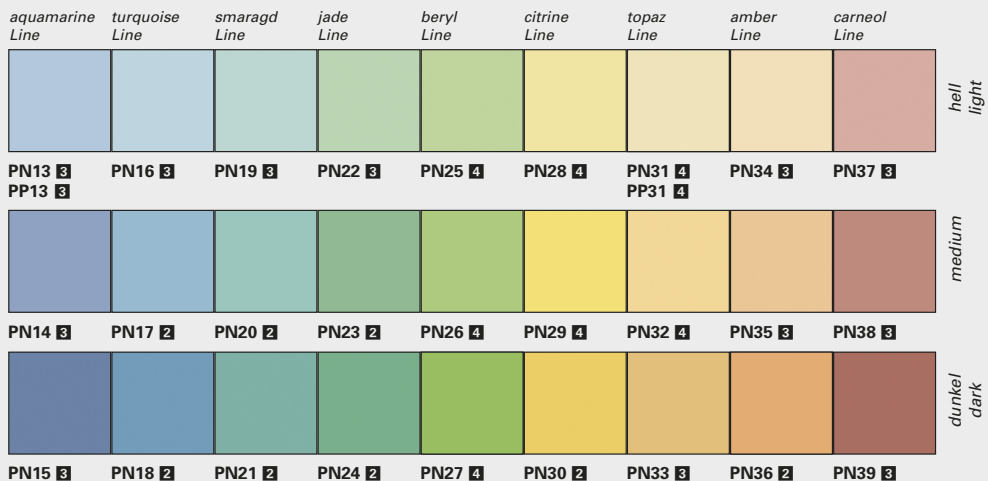 aquamarine Line turquoise Line smaragd Line jade Line beryl Line citrine Line topaz Line amber Line carneol Line
hell light
PN13 3 PN16 3 PN19 3 PN22 3 PN25 4 PN28 4 PN31 4 PN34 3 PN37 3
PP13 3 PP31 4
medium
PN14 3 PN17 2 PN20 2 PN23 2 PN26 4 PN29 4 PN32 4 PN35 3 PN38 3
dunkel dark
PN15 3 PN18 2 PN21 2 PN24 2 PN27 4 PN30 2 PN33 3 PN36 2 PN39 3